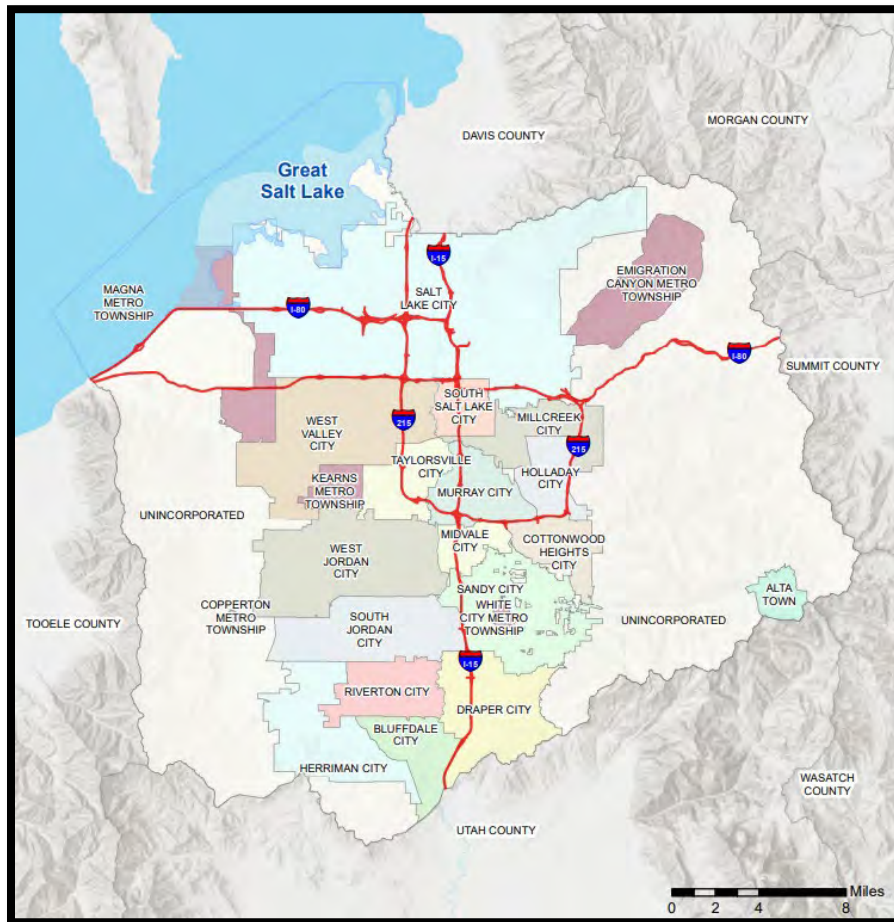 MORGAN COUNTY
DAVIS COUNTY
Great
Salt Lake
I-15
EMIGRATION
CANYON METRO
TOWNSHIP
MAGNA
METRO
TOWNSHIP
SALT
LAKE CITY
I-80
I-80
SUMMIT COUNTY
SOUTH
SALT LAKE
CITY
WEST
VALLEY
CITY
215
MILLCREEK
CITY
215
TAYLORSVILLE
CITY
HOLLADAY
CITY
KEARNS
METRO
TOWNSHIP
MURRAY CITY
UNINCORPORATED
MIDVALE
CITY
COTTONWOOD
HEIGHTS
CITY
WEST
JORDAN
CITY
SANDY CITY
ALTA
TOWN
COPPERTON
METRO
TOWNSHIP
WHITE
CITY METRO
TOWNSHIP
UNINCORPORATED
TOOELE COUNTY
SOUTH
JORDAN
CITY
I-15
RIVERTON CITY
DRAPER CITY
BLUFFDALE
CITY
HERRIMAN CITY
WASATCH
COUNTY
UTAH COUNTY
Miles
0 2 4 8